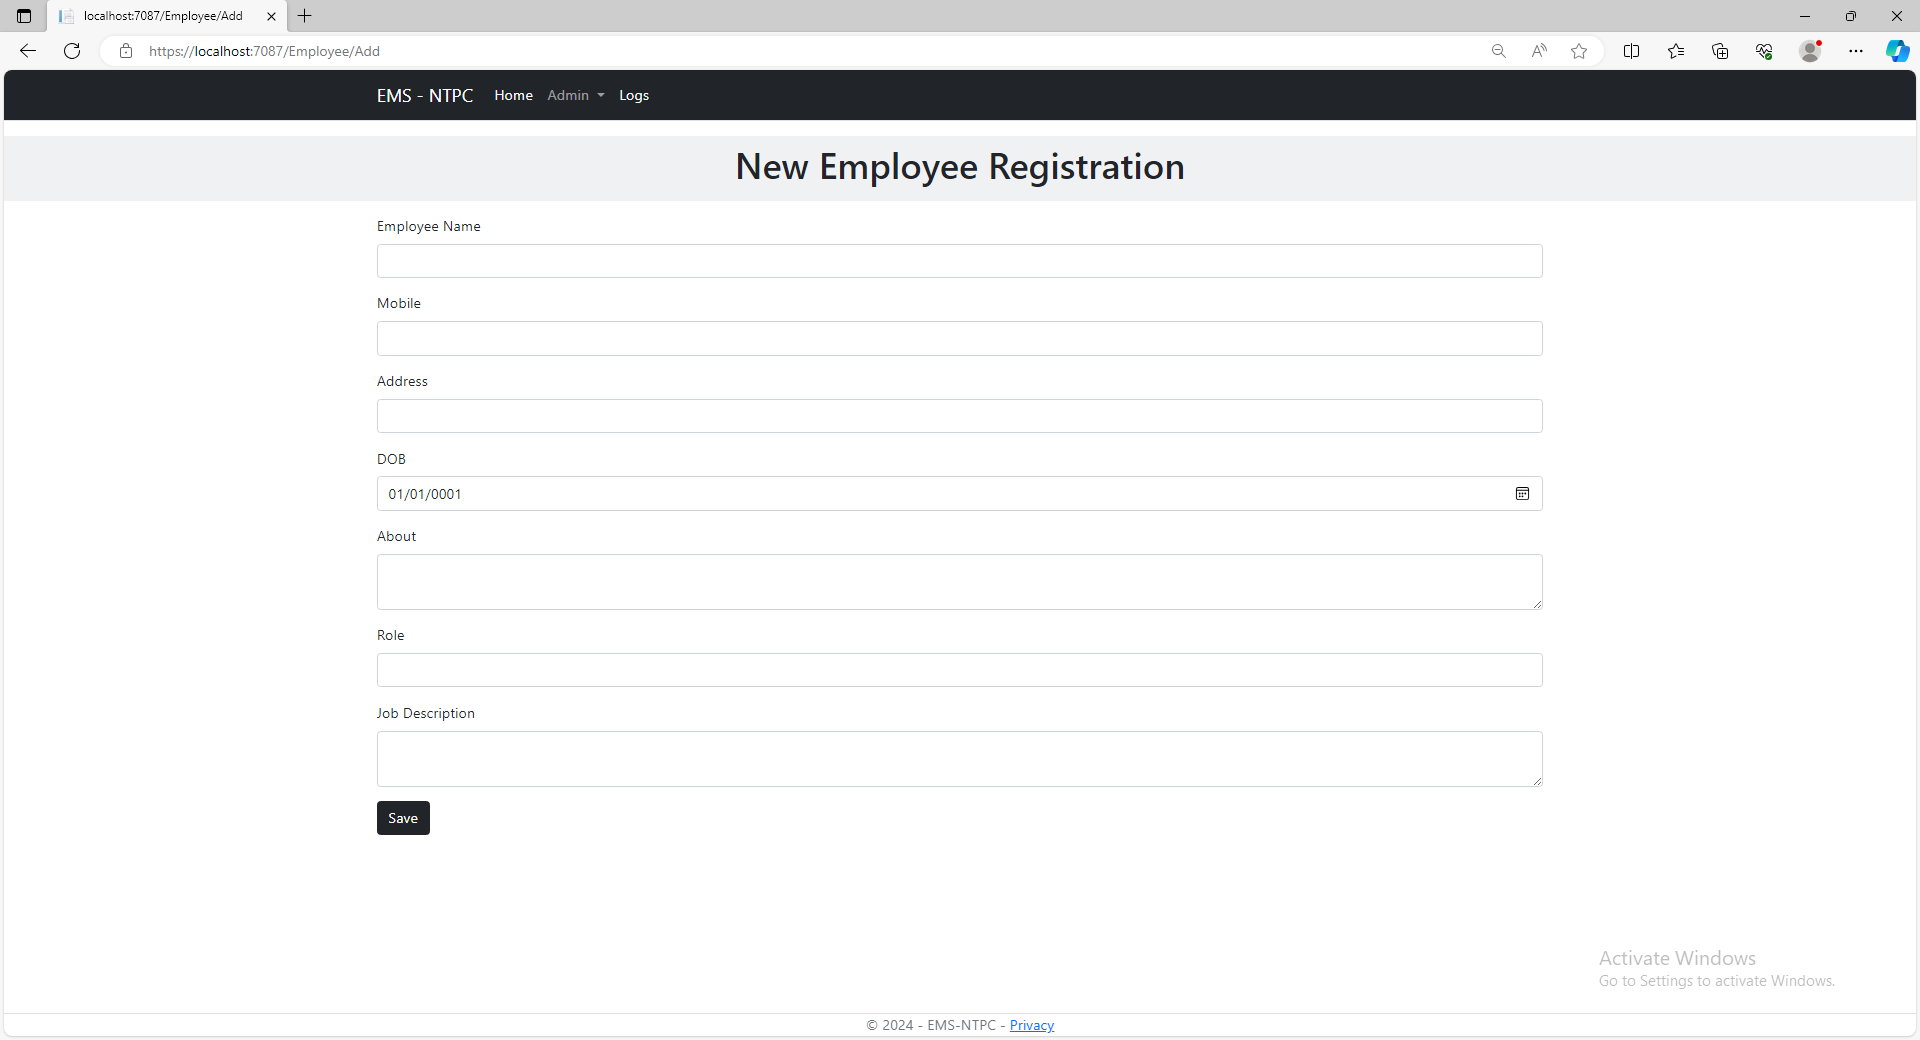 localhost:7087/Employee/Add
https://localhost:7087/Employee/Add
EMS - NTPC Home Admin Logs
New Employee Registration
Employee Name
Mobile
Address
DOB
01/01/0001
About
Role
Job Description
Save
Activate Windows
Go to Settings to activate Windows.
© 2024 - EMS-NTPC - Privacy